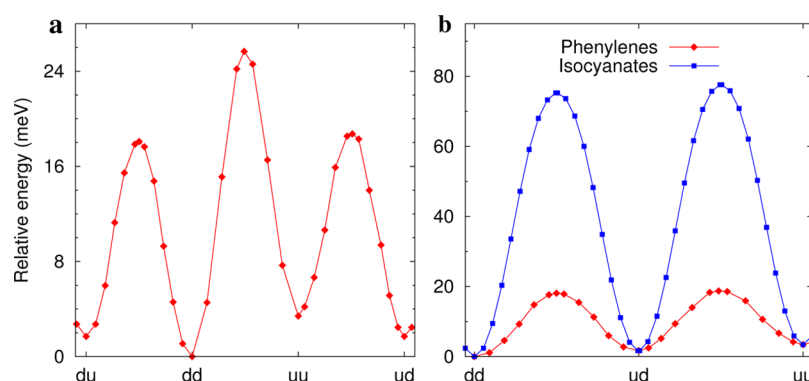 a
b
Relative energy (meV)
24
16
8
0
du
dd
uu
ud
Phenylenes
Isocyanates
80
60
40
20
0
dd
ud
uu